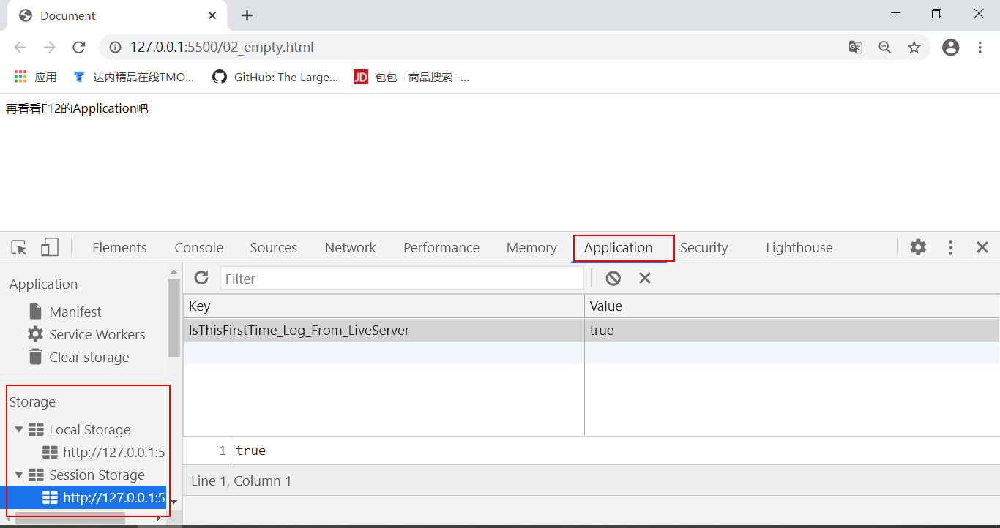 Document
127.0.0.1:5500/02_empty.html
应用 达内精品在线TMO... GitHub: The Large... JD 包包 - 商品搜索 -...
再看看F12的Application吧
Elements Console Sources Network Performance Memory Application Security Lighthouse
Application
Filter
Key Value
Manifest
IsThisFirstTime_Log_From_LiveServer true
Service Workers
Clear storage
Storage
Local Storage
http://127.0.0.1:5
1 true
Session Storage
Line 1, Column 1
http://127.0.0.1:5